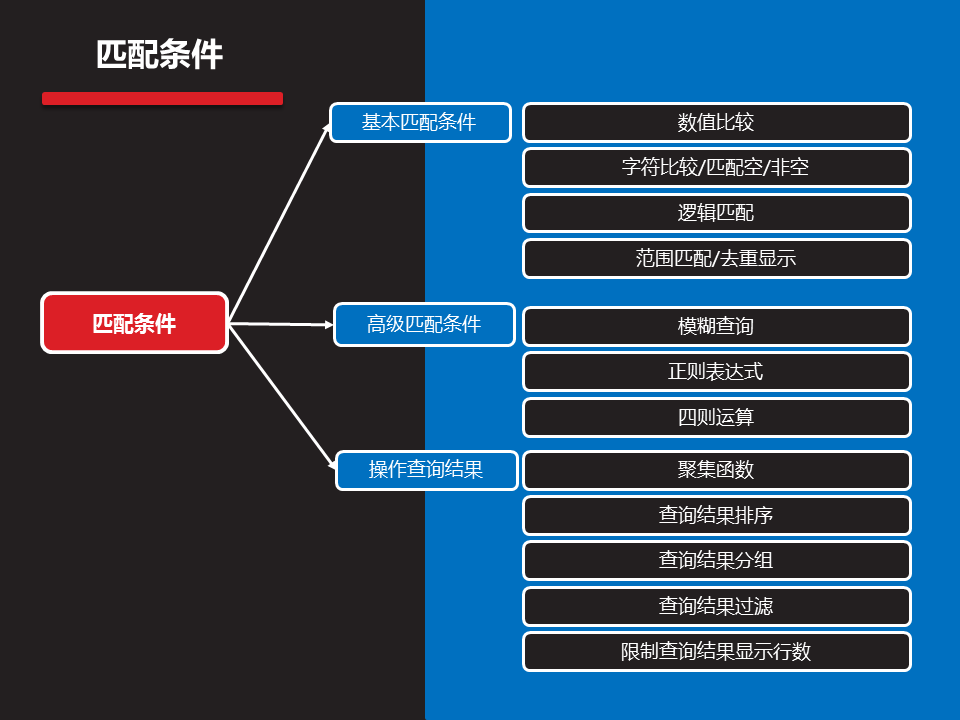 匹配条件
基本匹配条件
数值比较
字符比较/匹配空/非空
逻辑匹配
范围匹配/去重显示
匹配条件
高级匹配条件
模糊查询
正则表达式
四则运算
操作查询结果
聚集函数
查询结果排序
查询结果分组
查询结果过滤
限制查询结果显示行数